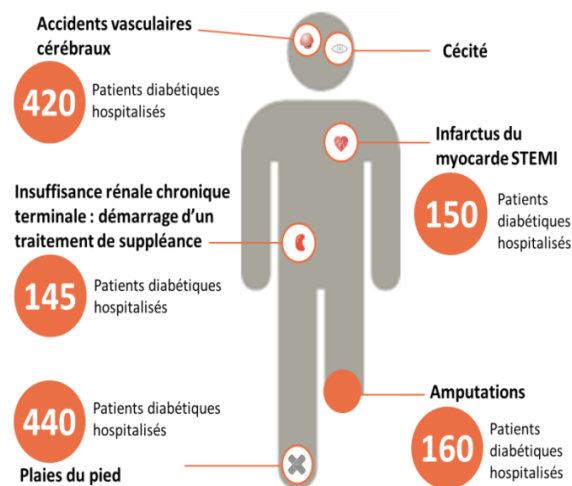 Accidents vasculaires
cérébraux
420
Patients diabétiques
hospitalisés
Cécité
Infarctus du
myocarde STEMI
150
Patients
diabétiques
hospitalisés
Insuffisance rénale chronique
terminale : démarrage d'un
traitement de suppléance
145
Patients diabétiques
hospitalisés
440
Patients diabétiques
hospitalisés
Plaies du pied
Amputations
160
Patients
diabétiques
hospitalisés